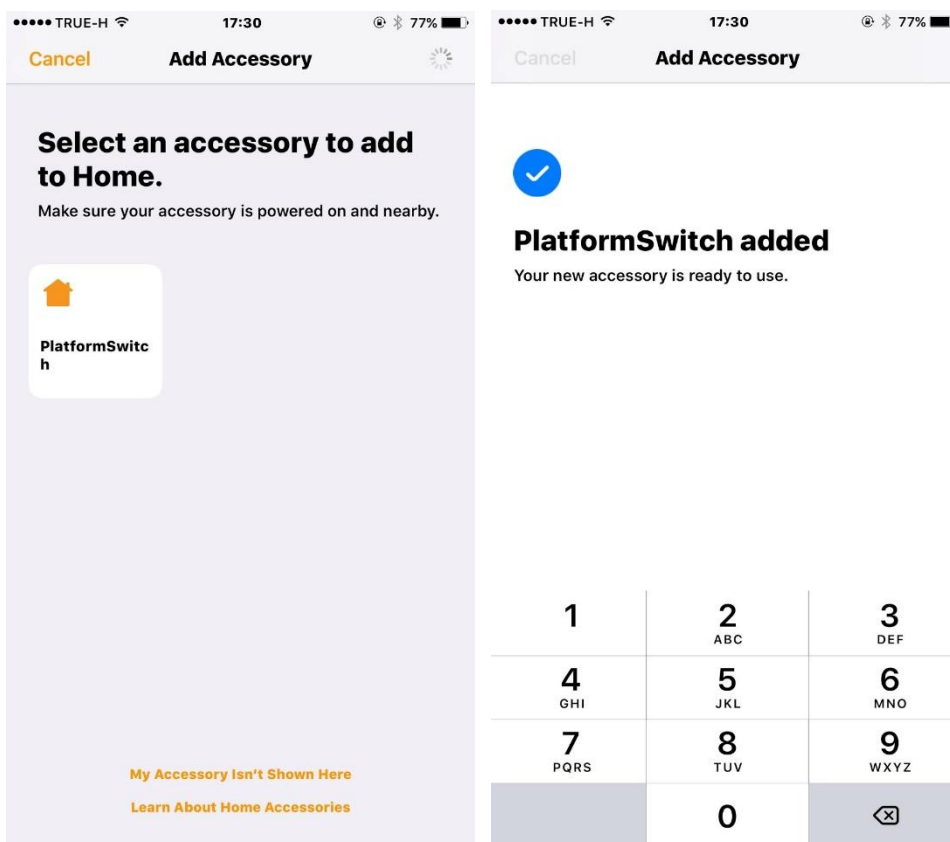 TRUE-H 17:30 77%
Cancel Add Accessory
Select an accessory to add
to Home.
Make sure your accessory is powered on and nearby.
PlatformSwitc
h
My Accessory Isn't Shown Here
Learn About Home Accessories
TRUE-H 17:30 77%
Cancel Add Accessory
PlatformSwitch added
Your new accessory is ready to use.
1 2 3
ABC DEF
4 5 6
GHI JKL MNO
7 8 9
PQRS TUV WXYZ
0